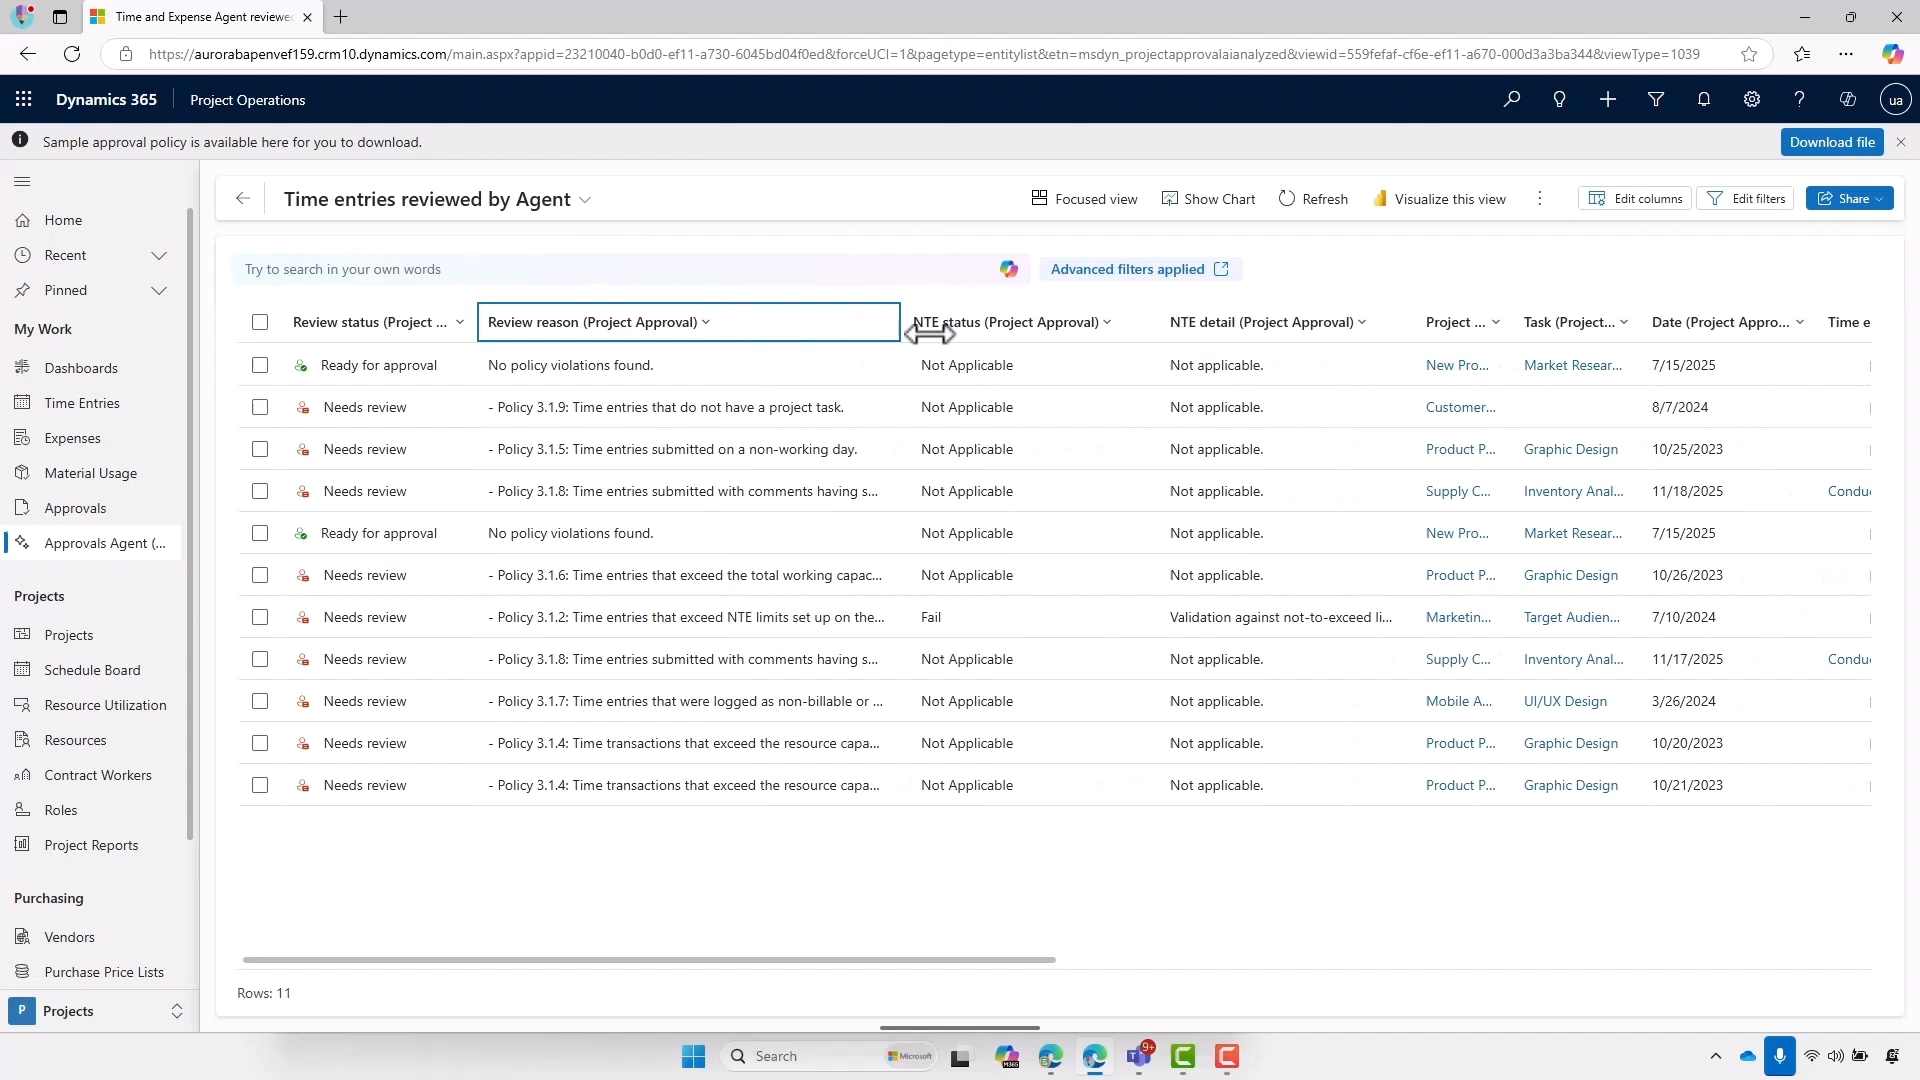 Time and Expense Agent reviewe
https://aurorabapenvef159.crm10.dynamics.com/main.aspx?appid=23210040-b0d0-ef11-a730-6045bd04f0ed&forceUCI=1&pagetype=entitylist&etn=msdyn_projectapprovalaianalyzed&viewid=559fefaf-cf6e-ef11-a670-000d3a3ba344&viewType=1039
Dynamics 365 Project Operations ua
Sample approval policy is available here for you to download. Download file
Time entries reviewed by Agent Focused view Show Chart Refresh Visualize this view Edit columns Edit filters Share
Home
Recent
Pinned
My Work
Dashboards
Time Entries
Expenses
Material Usage
Approvals
Approvals Agent (...
Projects
Projects
Schedule Board
Resource Utilization
Resources
Contract Workers
Roles
Project Reports
Purchasing
Vendors
Purchase Price Lists
P Projects
Try to search in your own words Advanced filters applied
Review status (Project ... Review reason (Project Approval) NTE status (Project Approval) NTE detail (Project Approval) Project ... Task (Project... Date (Project Appro... Time e
Ready for approval No policy violations found. Not Applicable Not applicable. New Pro... Market Resear... 7/15/2025
Needs review - Policy 3.1.9: Time entries that do not have a project task. Not Applicable Not applicable. Customer... 8/7/2024
Needs review - Policy 3.1.5: Time entries submitted on a non-working day. Not Applicable Not applicable. Product P... Graphic Design 10/25/2023
Needs review - Policy 3.1.8: Time entries submitted with comments having s... Not Applicable Not applicable. Supply C... Inventory Anal... 11/18/2025 Condu
Ready for approval No policy violations found. Not Applicable Not applicable. New Pro... Market Resear... 7/15/2025
Needs review - Policy 3.1.6: Time entries that exceed the total working capac... Not Applicable Not applicable. Product P... Graphic Design 10/26/2023
Needs review - Policy 3.1.2: Time entries that exceed NTE limits set up on the... Fail Validation against not-to-exceed li... Marketin... Target Audien... 7/10/2024
Needs review - Policy 3.1.8: Time entries submitted with comments having s... Not Applicable Not applicable. Supply C... Inventory Anal... 11/17/2025 Condu
Needs review - Policy 3.1.7: Time entries that were logged as non-billable or ... Not Applicable Not applicable. Mobile A... UI/UX Design 3/26/2024
Needs review - Policy 3.1.4: Time transactions that exceed the resource capa... Not Applicable Not applicable. Product P... Graphic Design 10/20/2023
Needs review - Policy 3.1.4: Time transactions that exceed the resource capa... Not Applicable Not applicable. Product P... Graphic Design 10/21/2023
Rows: 11
Search Microsoft M365 9+